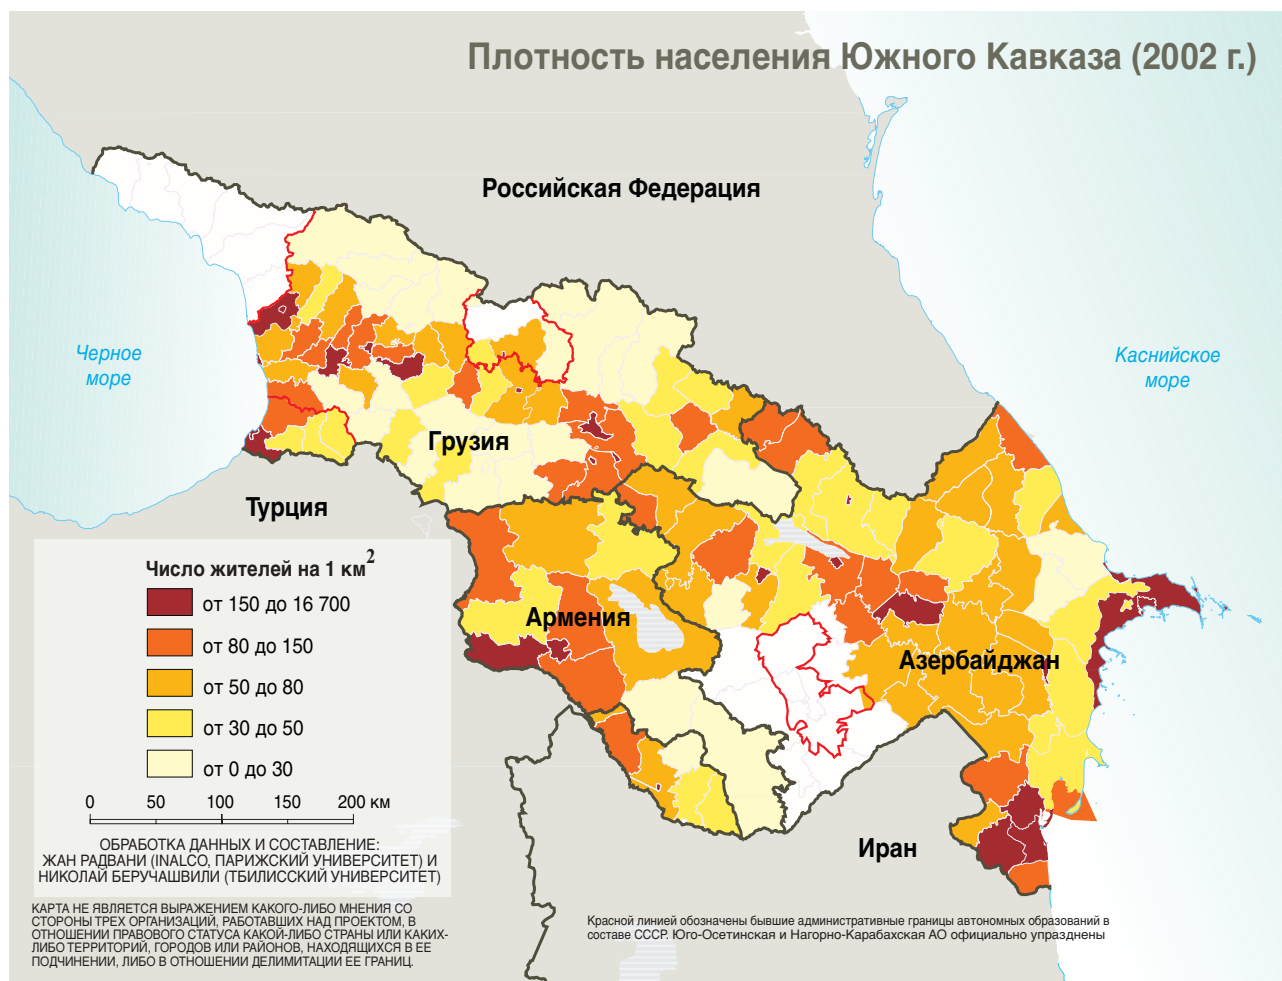 Плотность населения Южного Кавказа (2002 г.)
Российская Федерация
Черное
море
Каснийское
море
Грузия
Турция
Армения
Азербайджан
Иран
Число жителей на 1 км2
от 150 до 16 700
от 80 до 150
от 50 до 80
от 30 до 50
от 0 до 30
0 50 100 150 200 км
ОБРАБОТКА ДАННЫХ И СОСТАВЛЕНИЕ:
ЖАН РАДВАНИ (INALCO, ПАРИЖСКИЙ УНИВЕРСИТЕТ) И
НИКОЛАЙ БЕРУЧАШВИЛИ (ТБИЛИССКИЙ УНИВЕРСИТЕТ)
КАРТА НЕ ЯВЛЯЕТСЯ ВЫРАЖЕНИЕМ КАКОГО-ЛИБО МНЕНИЯ СО
СТОРОНЫ ТРЕХ ОРГАНИЗАЦИЙ, РАБОТАВШИХ НАД ПРОЕКТОМ, В
ОТНОШЕНИИ ПРАВОВОГО СТАТУСА КАКОЙ-ЛИБО СТРАНЫ ИЛИ КАКИХ-
ЛИБО ТЕРРИТОРИЙ, ГОРОДОВ ИЛИ РАЙОНОВ, НАХОДЯЩИХСЯ В ЕЕ
ПОДЧИНЕНИИ, ЛИБО В ОТНОШЕНИИ ДЕЛИМИТАЦИИ ЕЕ ГРАНИЦ.
Красной линией обозначены бывшие административные границы автономных образований в
составе СССР. Юго-Осетинская и Нагорно-Карабахская АО официально упразднены